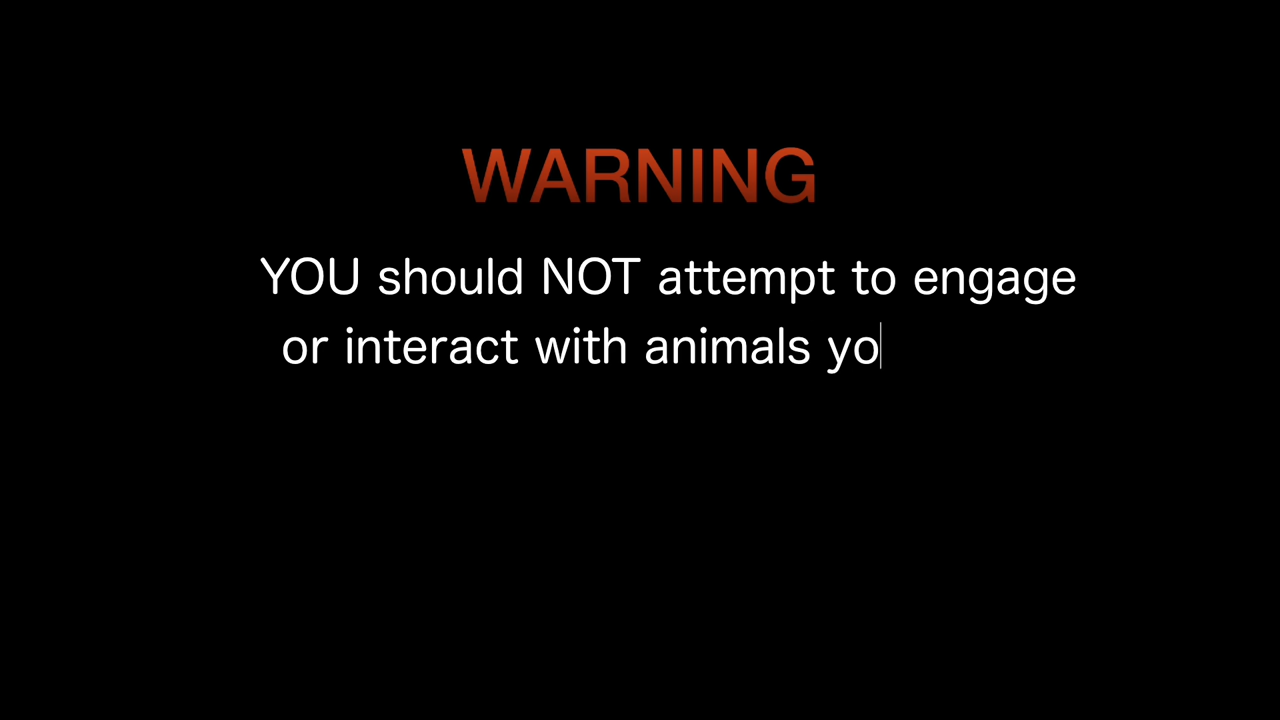 WARNING
YOU should NOT attempt to engage
or interact with animals yo